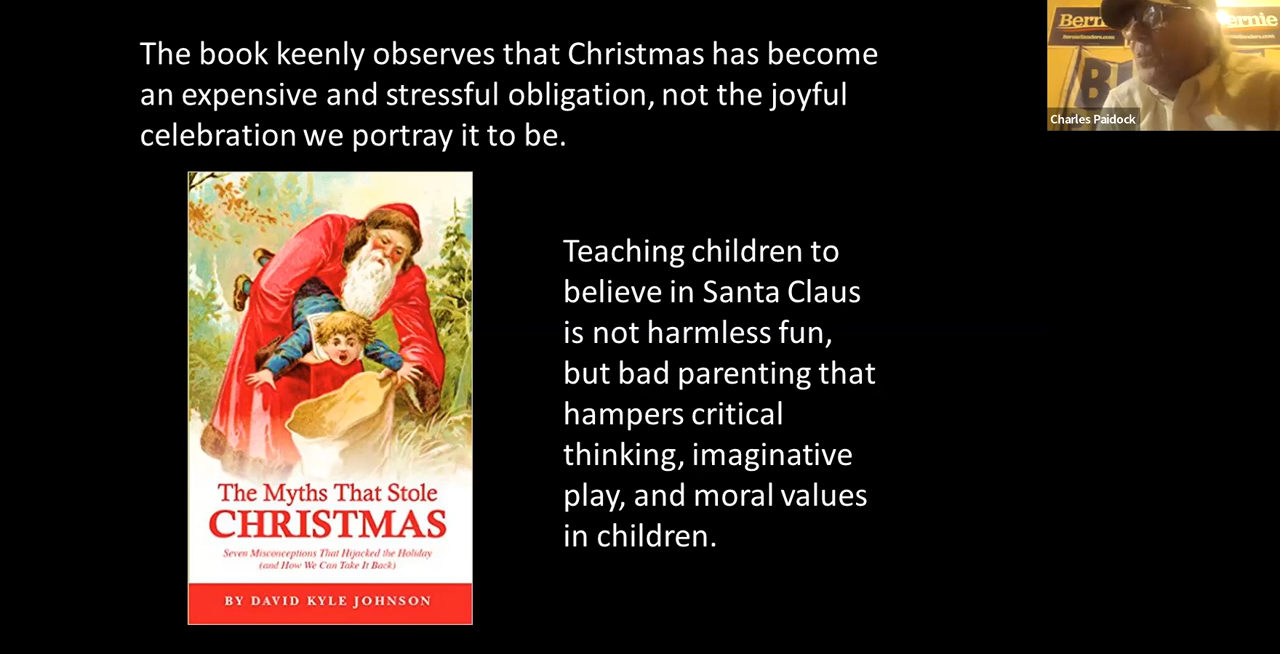 The book keenly observes that Christmas has become
an expensive and stressful obligation, not the joyful
celebration we portray it to be.
Bernie
ernie
Charles Paidock
Teaching children to
believe in Santa Claus
is not harmless fun,
but bad parenting that
hampers critical
thinking, imaginative
play, and moral values
in children.
The Myths That Stole
CHRISTMAS
Seven Misconceptions That Hijacked the Holiday
(and How We Can Take It Back)
BY DAVID KYLE JOHNSON